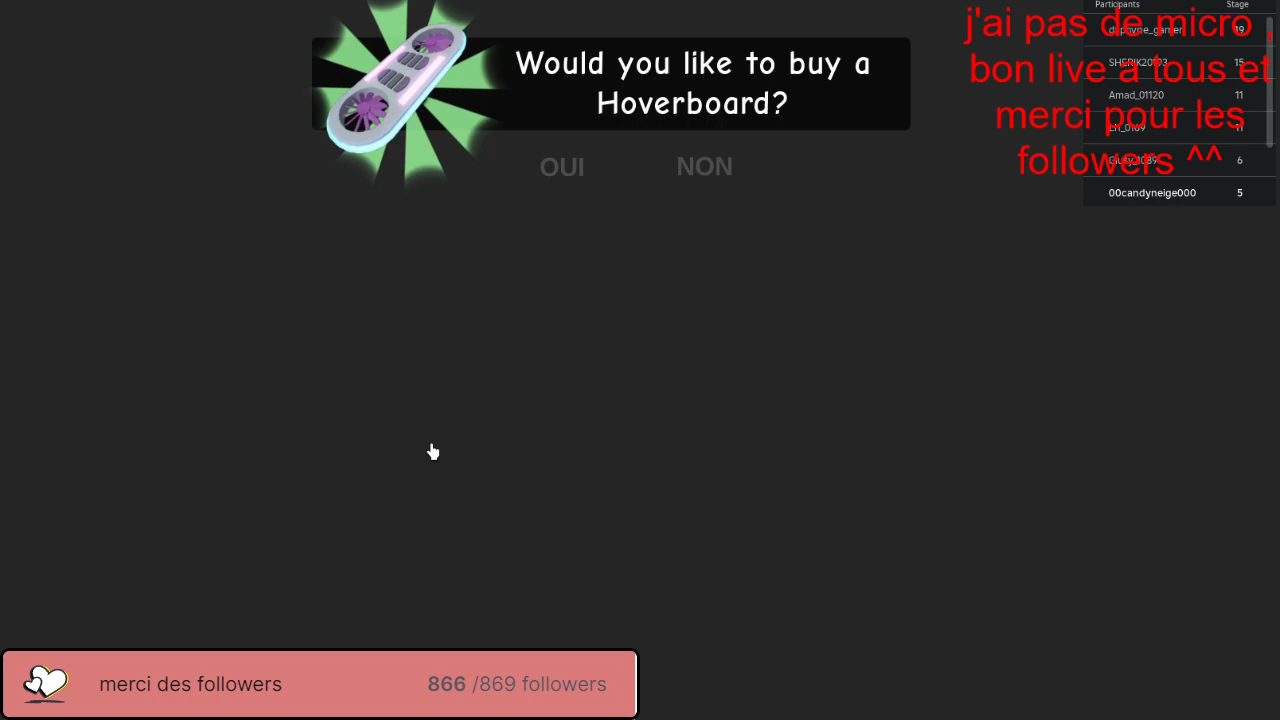 Participants Stage
j'ai pas de micro ,
bon live a tous et
merci pour les
followers ^^
Would you like to buy a
Hoverboard?
OUI NON
19
15
Amad_01120 11
11
6
00candyneige000 5
merci des followers 866 /869 followers